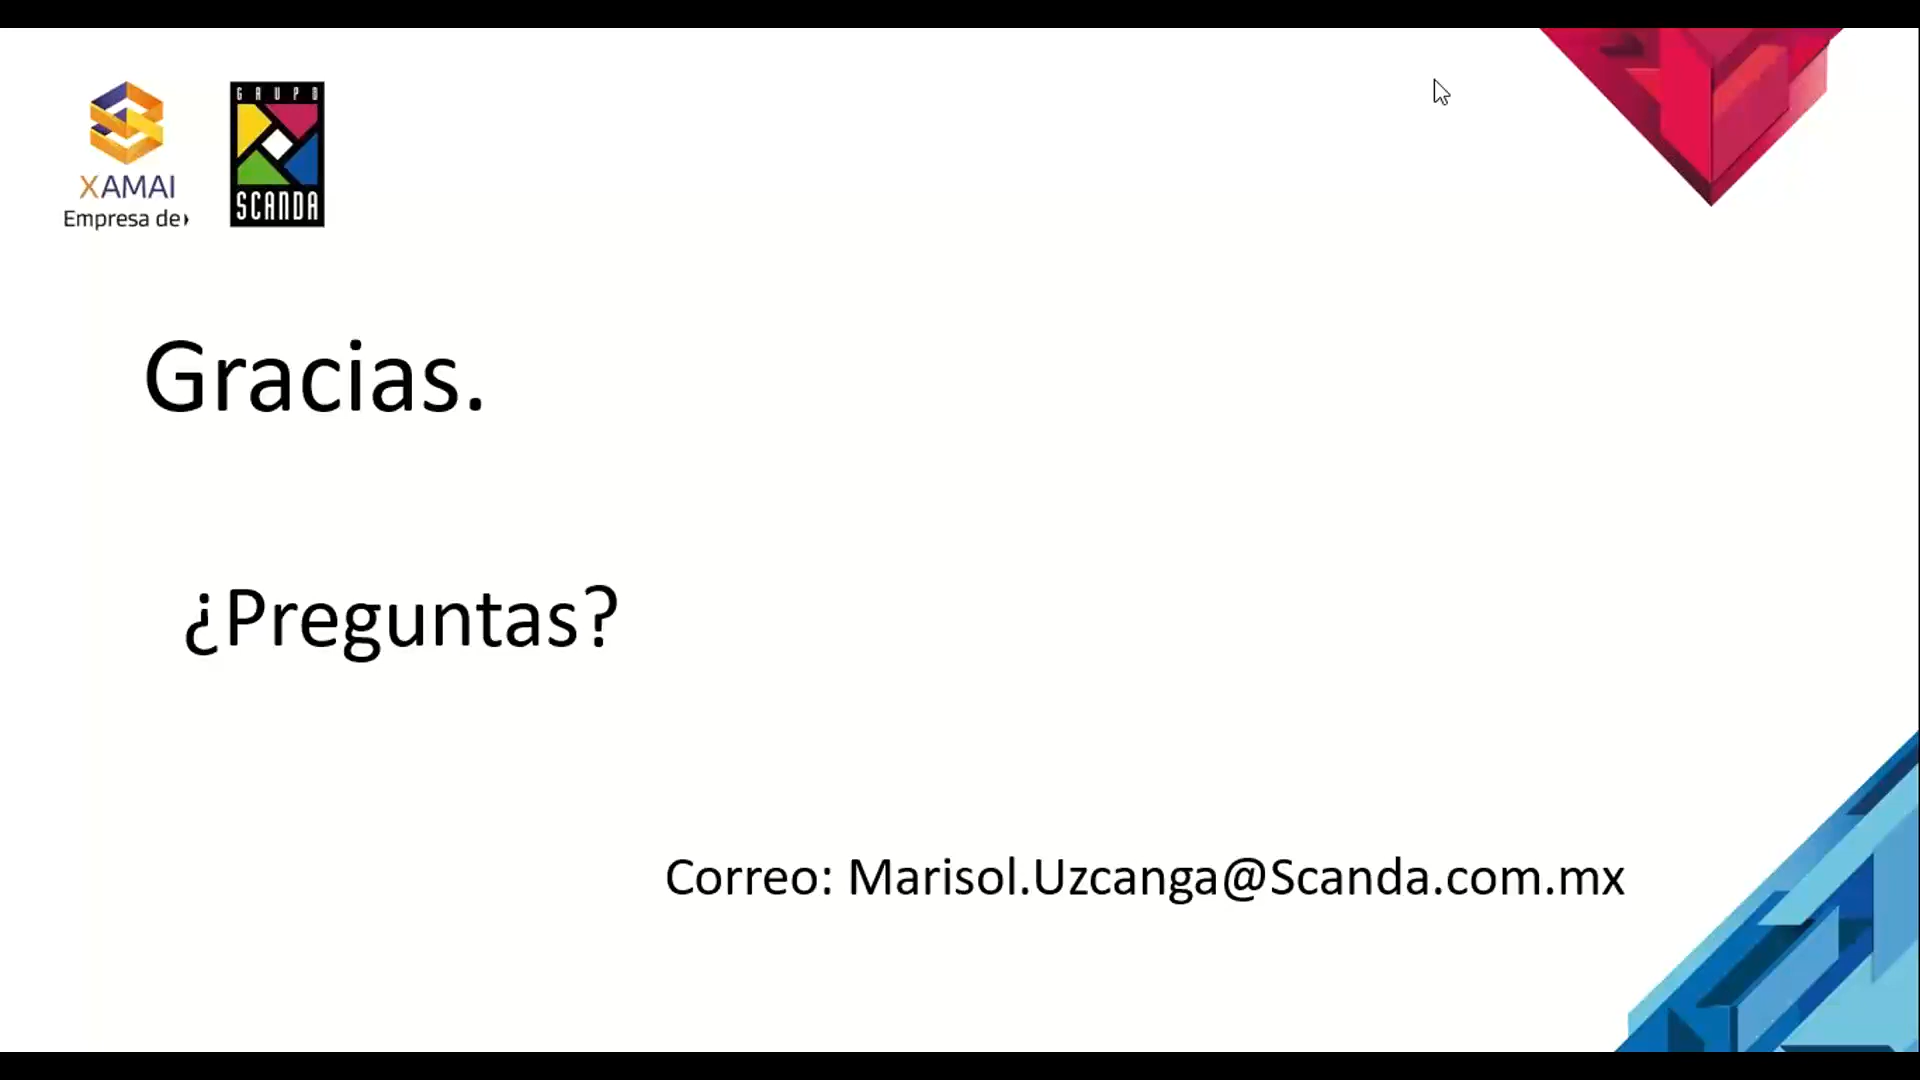 XAMAI
Empresa de
GRUPO
SCANDA
Gracias.
¿Preguntas?
Correo: Marisol.Uzcanga@Scanda.com.mx